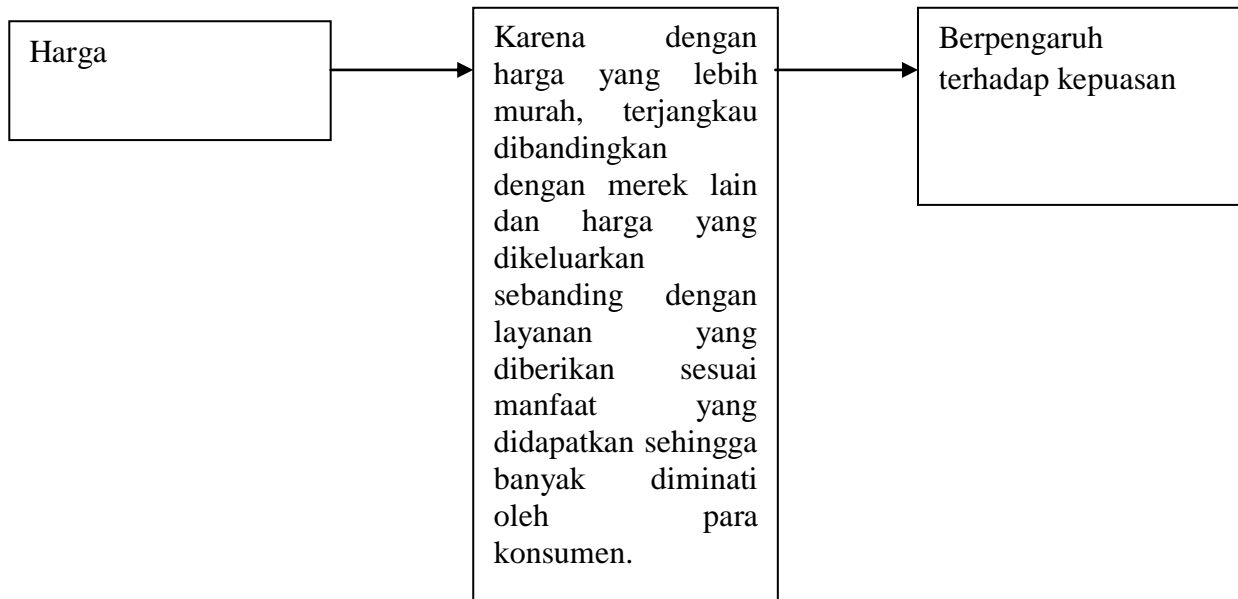 Harga
Karena dengan
harga yang lebih
murah, terjangkau
dibandingkan
dengan merek lain
dan harga yang
dikeluarkan
sebanding dengan
layanan yang
diberikan sesuai
manfaat yang
didapatkan sehingga
banyak diminati
oleh para
konsumen.
Berpengaruh
terhadap kepuasan